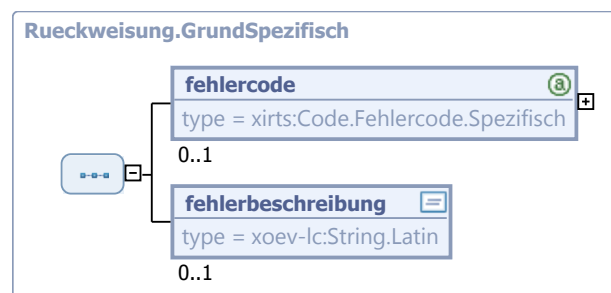 Rueckweisung.GrundSpezifisch
fehlercode
type = xirts:Code.Fehlercode.Spezifisch
0..1
fehlerbeschreibung
type = xoev-lc:String.Latin
0..1